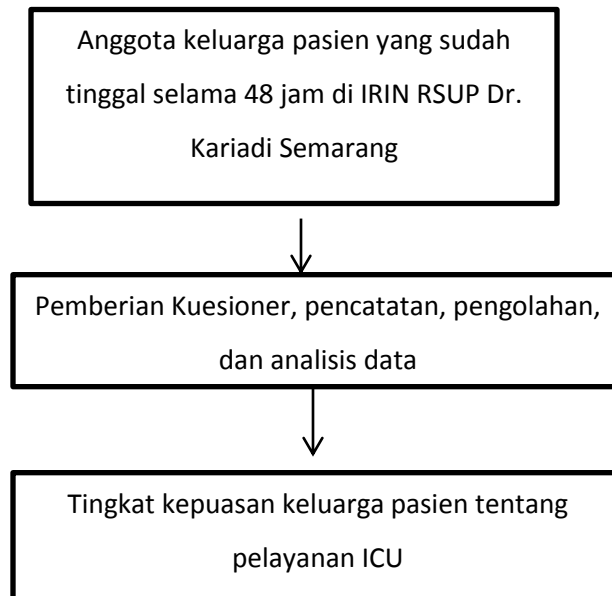 Anggota keluarga pasien yang sudah
tinggal selama 48 jam di IRIN RSUP Dr.
Kariadi Semarang
Pemberian Kuesioner, pencatatan, pengolahan,
dan analisis data
Tingkat kepuasan keluarga pasien tentang
pelayanan ICU